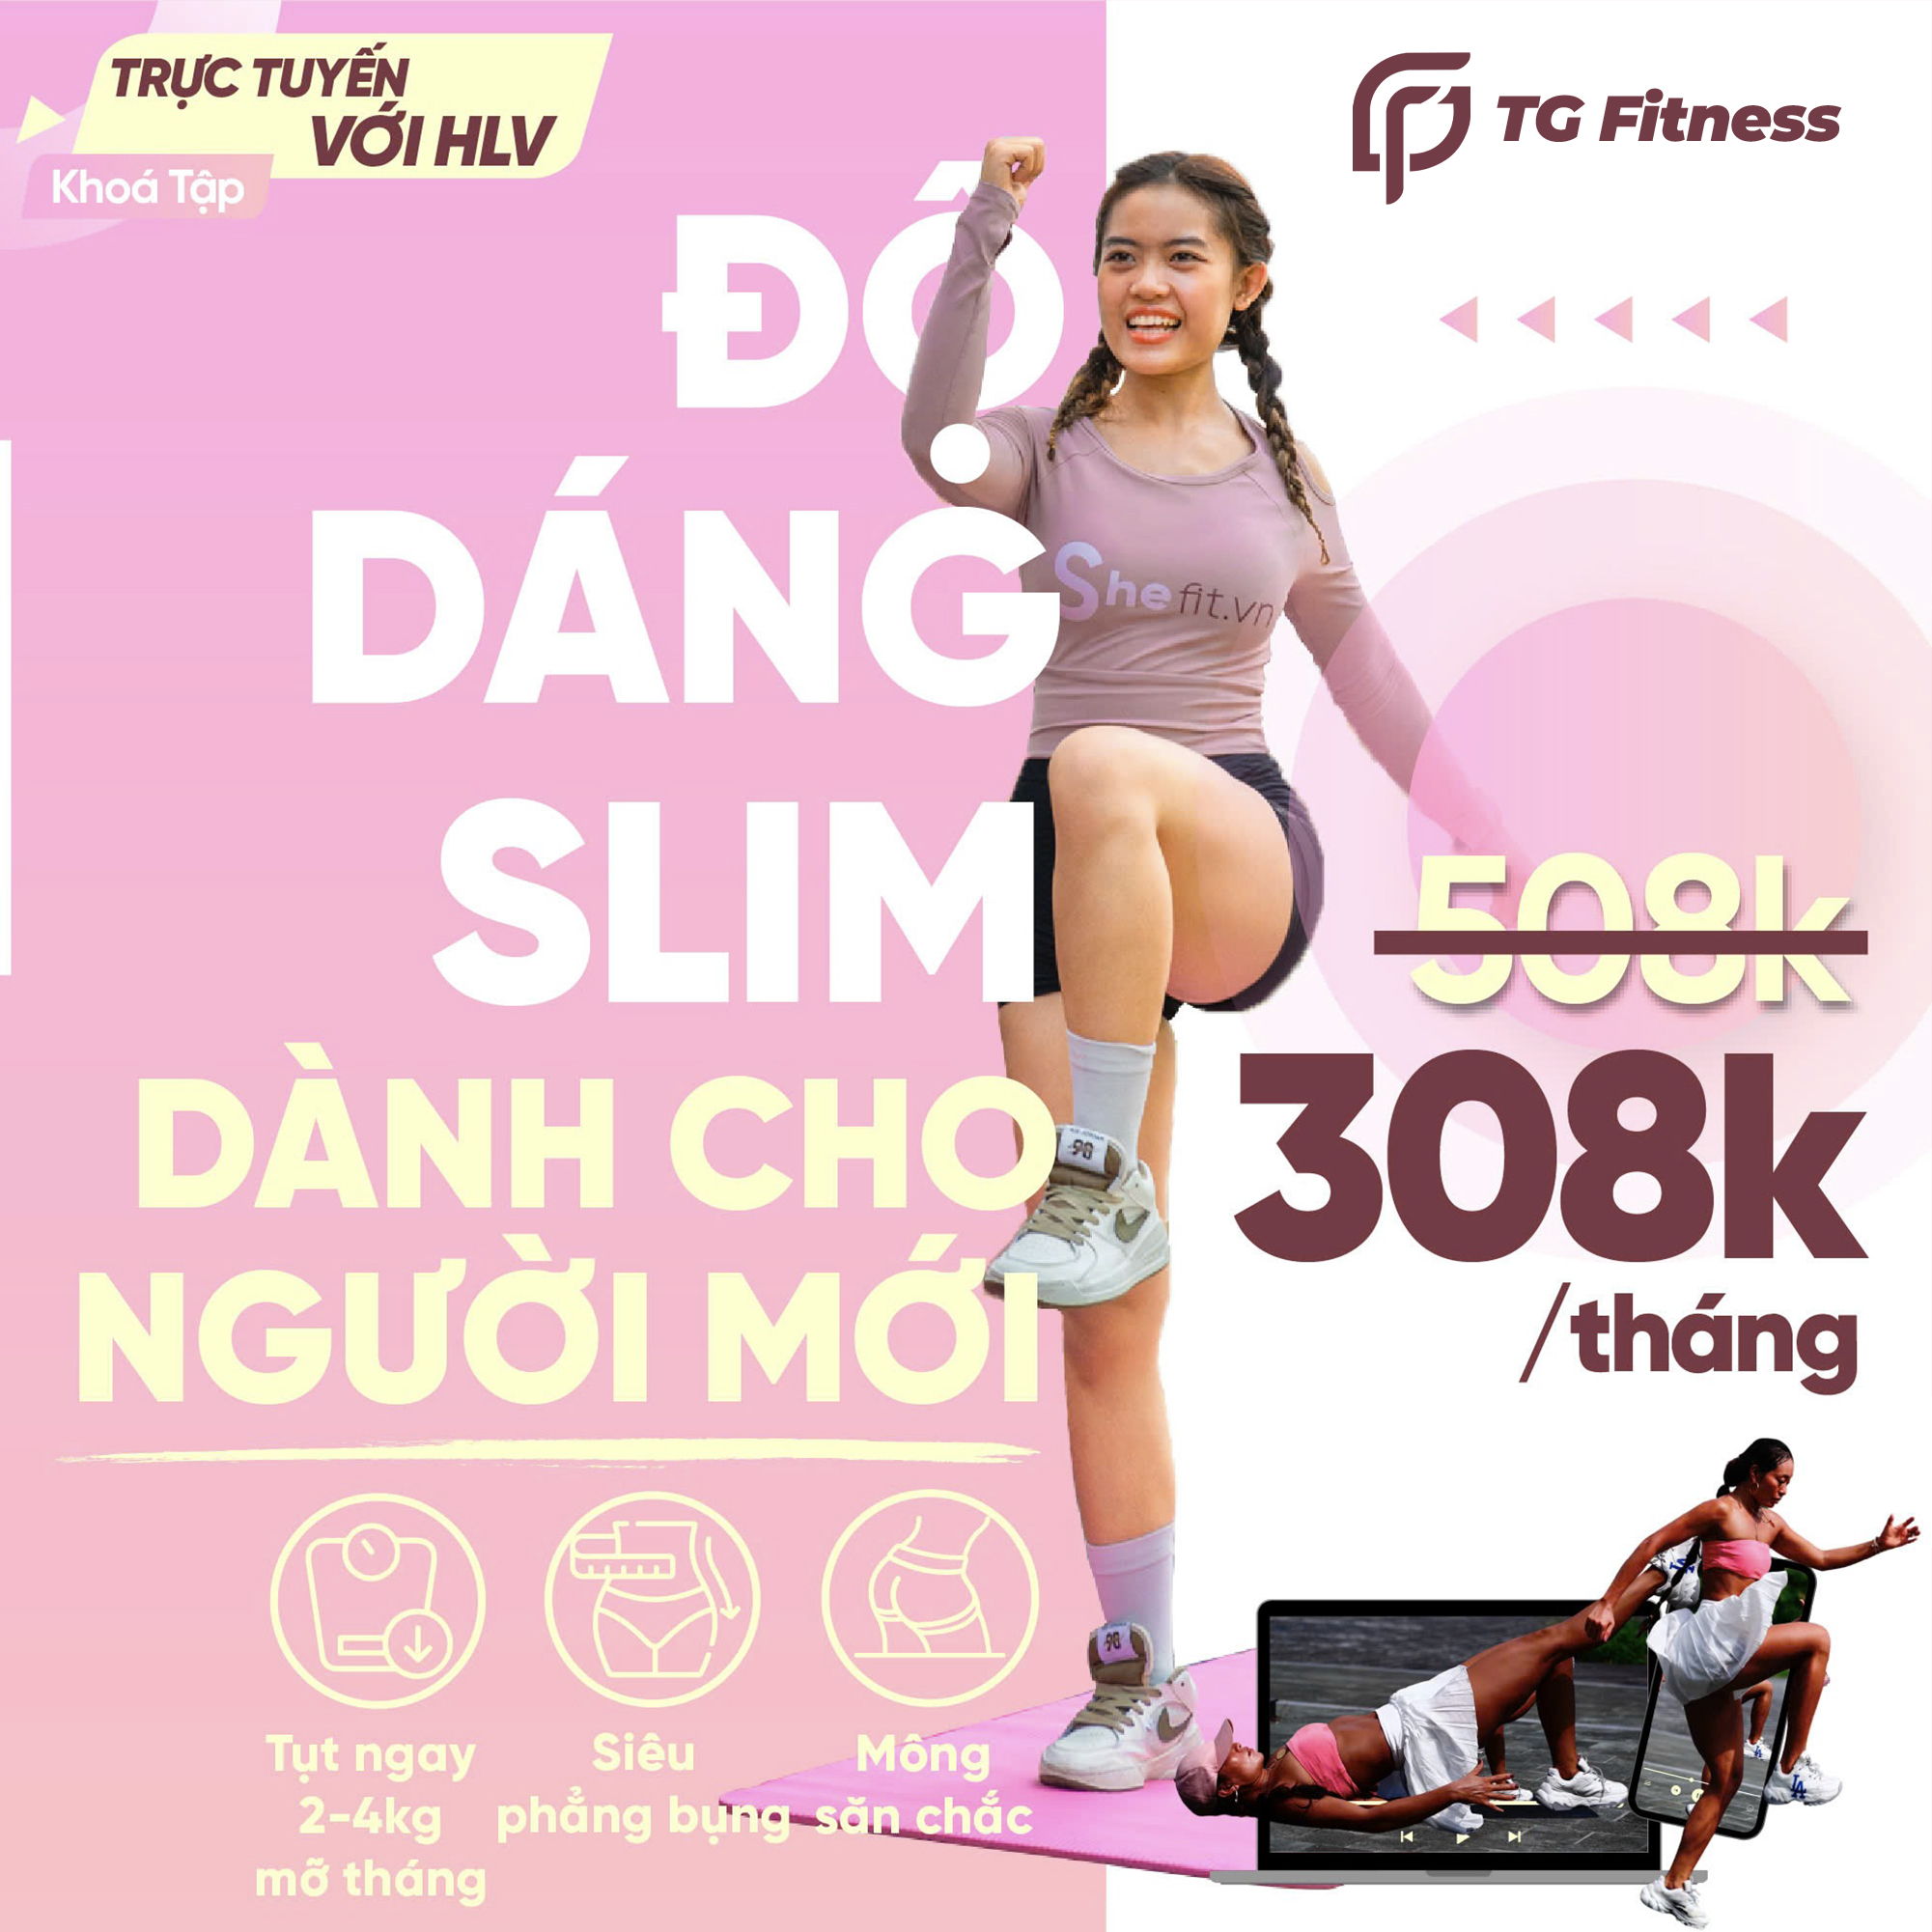 TRỰC TUYẾN
VỚI HLV
Khoá Tập
TG Fitness
ĐỘ
DÁNG
SLIM
DÀNH CHO
NGƯỜI MỚI
Shefit.vn
508k
308k
/tháng
Tụt ngay
2-4kg
mỡ tháng
Siêu
phẳng bụng
Mông
săn chắc